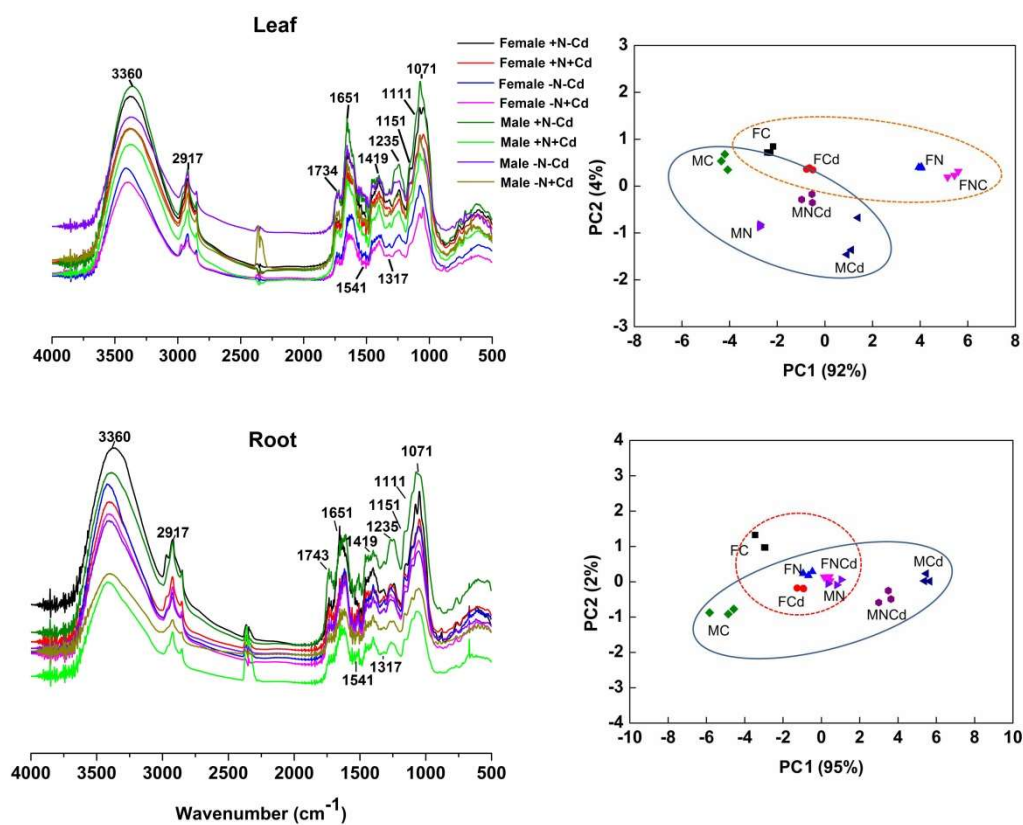 Leaf
3360
2917
1734
1651
1541
1419
1317
1235
1151
1111
1071
Female +N-Cd
Female +N+Cd
Female -N-Cd
Female -N+Cd
Male +N-Cd
Male +N+Cd
Male -N-Cd
Male -N+Cd
4000 3500 3000 2500 2000 1500 1000 500
3
2
1
0
-1
-2
-3
PC2 (4%)
MC
FC
FCd
FN
FNC
MNCd
MN
MCd
-8 -6 -4 -2 0 2 4 6 8
PC1 (92%)
Root
3360
2917
1743
1651
1541
1419
1317
1235
1151
1111
1071
4000 3500 3000 2500 2000 1500 1000 500
Wavenumber (cm-1)
4
3
2
1
0
-1
-2
-3
-4
PC2 (2%)
FC
FN
FNCd
FCd
MN
MC
MNCd
MCd
-10 -8 -6 -4 -2 0 2 4 6 8 10
PC1 (95%)